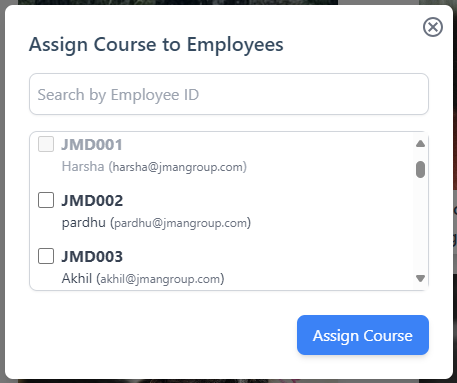 Assign Course to Employees
Search by Employee ID
JMD001
Harsha (harsha@jmangroup.com)
JMD002
pardhu (pardhu@jmangroup.com)
JMD003
Akhil (akhil@jmangroup.com)
Assign Course